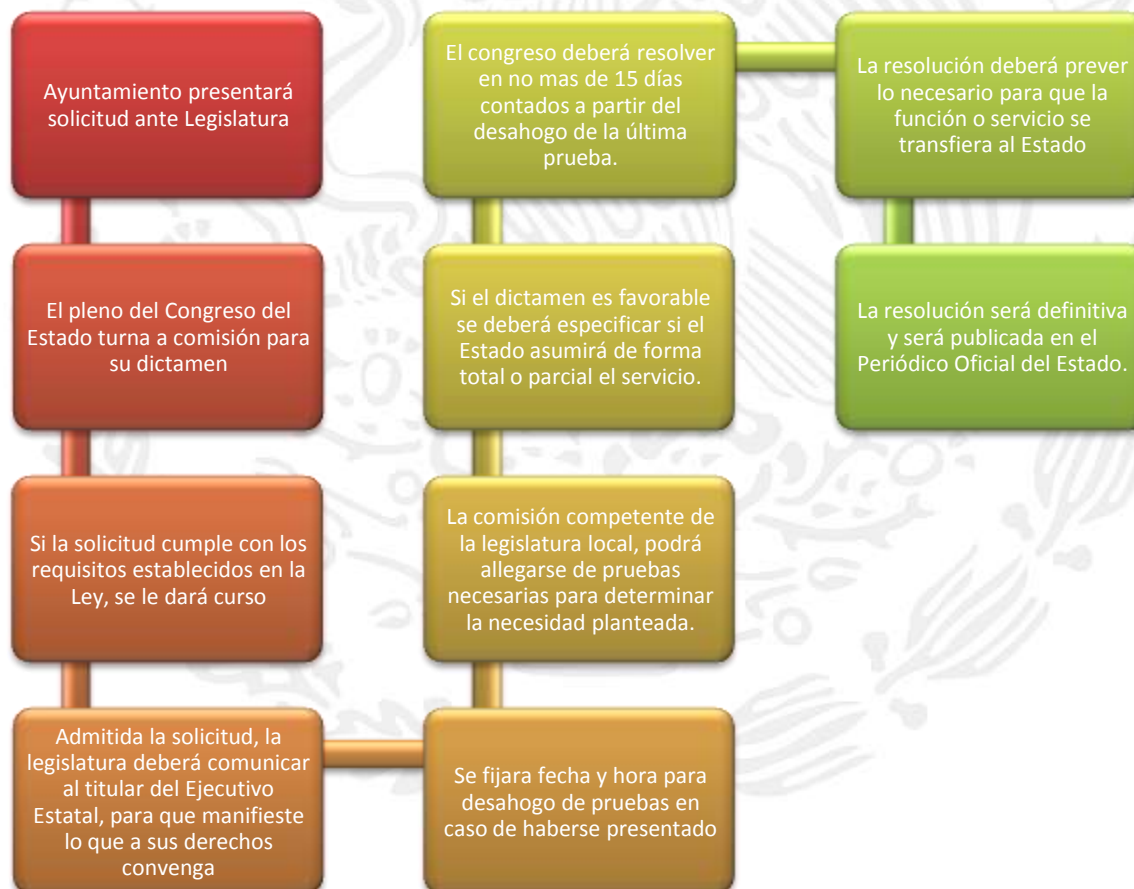 Ayuntamiento presentará
solicitud ante Legislatura
El pleno del Congreso del
Estado turna a comisión para
su dictamen
Si la solicitud cumple con los
requisitos establecidos en la
Ley, se le dará curso
Admitida la solicitud, la
legislatura deberá comunicar
al titular del Ejecutivo
Estatal, para que manifieste
lo que a sus derechos
convenga
Se fijara fecha y hora para
desahogo de pruebas en
caso de haberse presentado
La comisión competente de
la legislatura local, podrá
allegarse de pruebas
necesarias para determinar
la necesidad planteada.
Si el dictamen es favorable
se deberá especificar si el
Estado asumirá de forma
total o parcial el servicio.
El congreso deberá resolver
en no mas de 15 días
contados a partir del
desahogo de la última
prueba.
La resolución deberá prever
lo necesario para que la
función o servicio se
transfiera al Estado
La resolución será definitiva
y será publicada en el
Periódico Oficial del Estado.